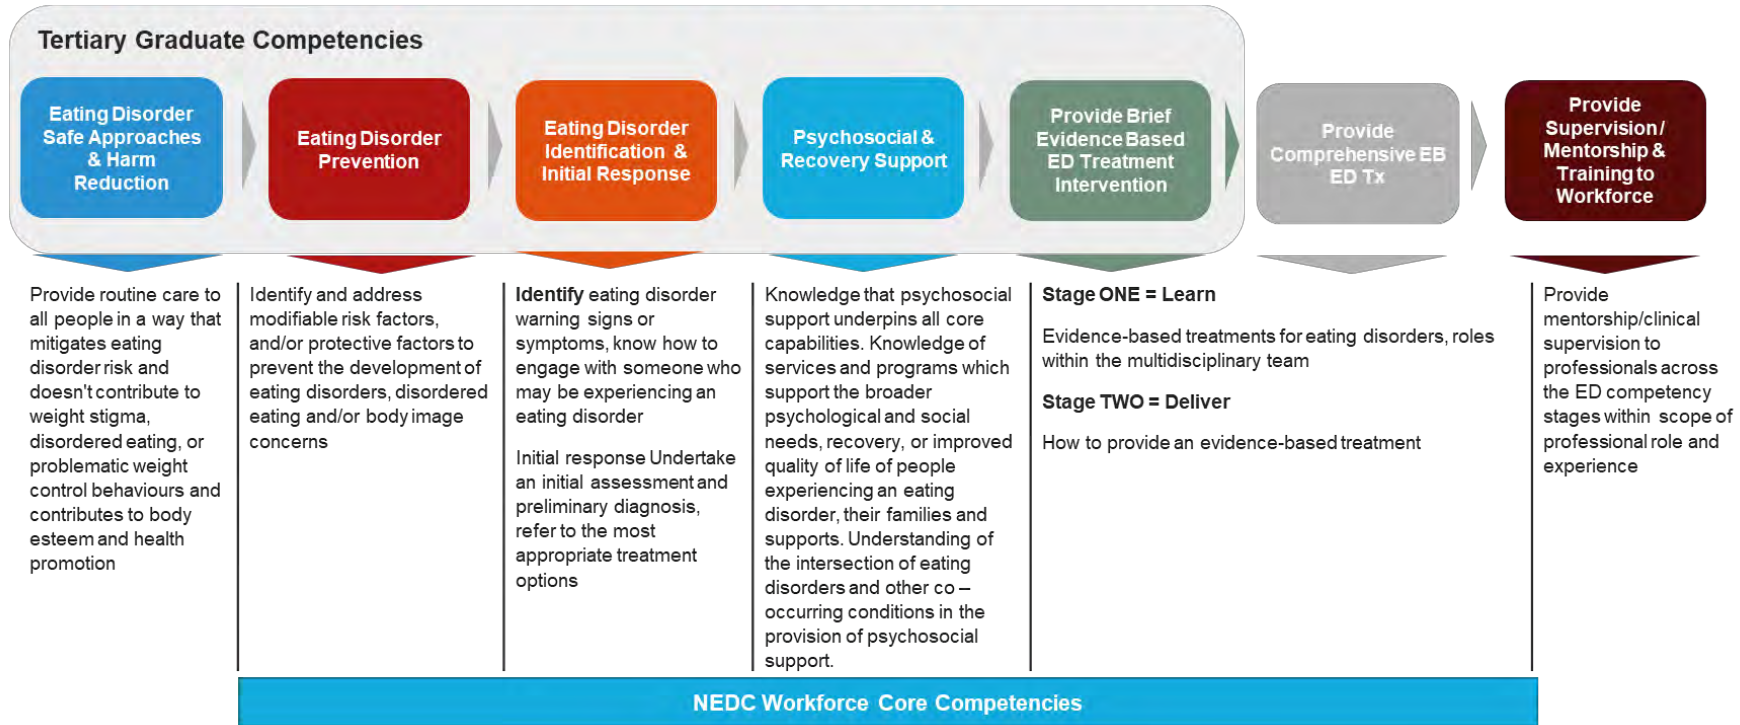 Tertiary Graduate Competencies
Eating Disorder
Safe Approaches
& Harm
Reduction
Eating Disorder
Prevention
Eating Disorder
Identification &
Initial Response
Psychosocial &
Recovery Support
Provide Brief
Evidence Based
ED Treatment
Intervention
Provide
Comprehensive EB
ED Tx
Provide
Supervision/
Mentorship &
Training to
Workforce
Provide routine care to
all people in a way that
mitigates eating
disorder risk and
doesn't contribute to
weight stigma,
disordered eating, or
problematic weight
control behaviours and
contributes to body
esteem and health
promotion
Identify and address
modifiable risk factors,
and/or protective factors to
prevent the development of
eating disorders, disordered
eating and/or body image
concerns
Identify eating disorder
warning signs or
symptoms, know how to
engage with someone who
may be experiencing an
eating disorder
Initial response Undertake
an initial assessment and
preliminary diagnosis,
refer to the most
appropriate treatment
options
Knowledge that psychosocial
support underpins all core
capabilities. Knowledge of
services and programs which
support the broader
psychological and social
needs, recovery, or improved
quality of life of people
experiencing an eating
disorder, their families and
supports. Understanding of
the intersection of eating
disorders and other co –
occurring conditions in the
provision of psychosocial
support.
Stage ONE = Learn
Evidence-based treatments for eating disorders, roles
within the multidisciplinary team
Stage TWO = Deliver
How to provide an evidence-based treatment
Provide
mentorship/clinical
supervision to
professionals across
the ED competency
stages within scope of
professional role and
experience
NEDC Workforce Core Competencies